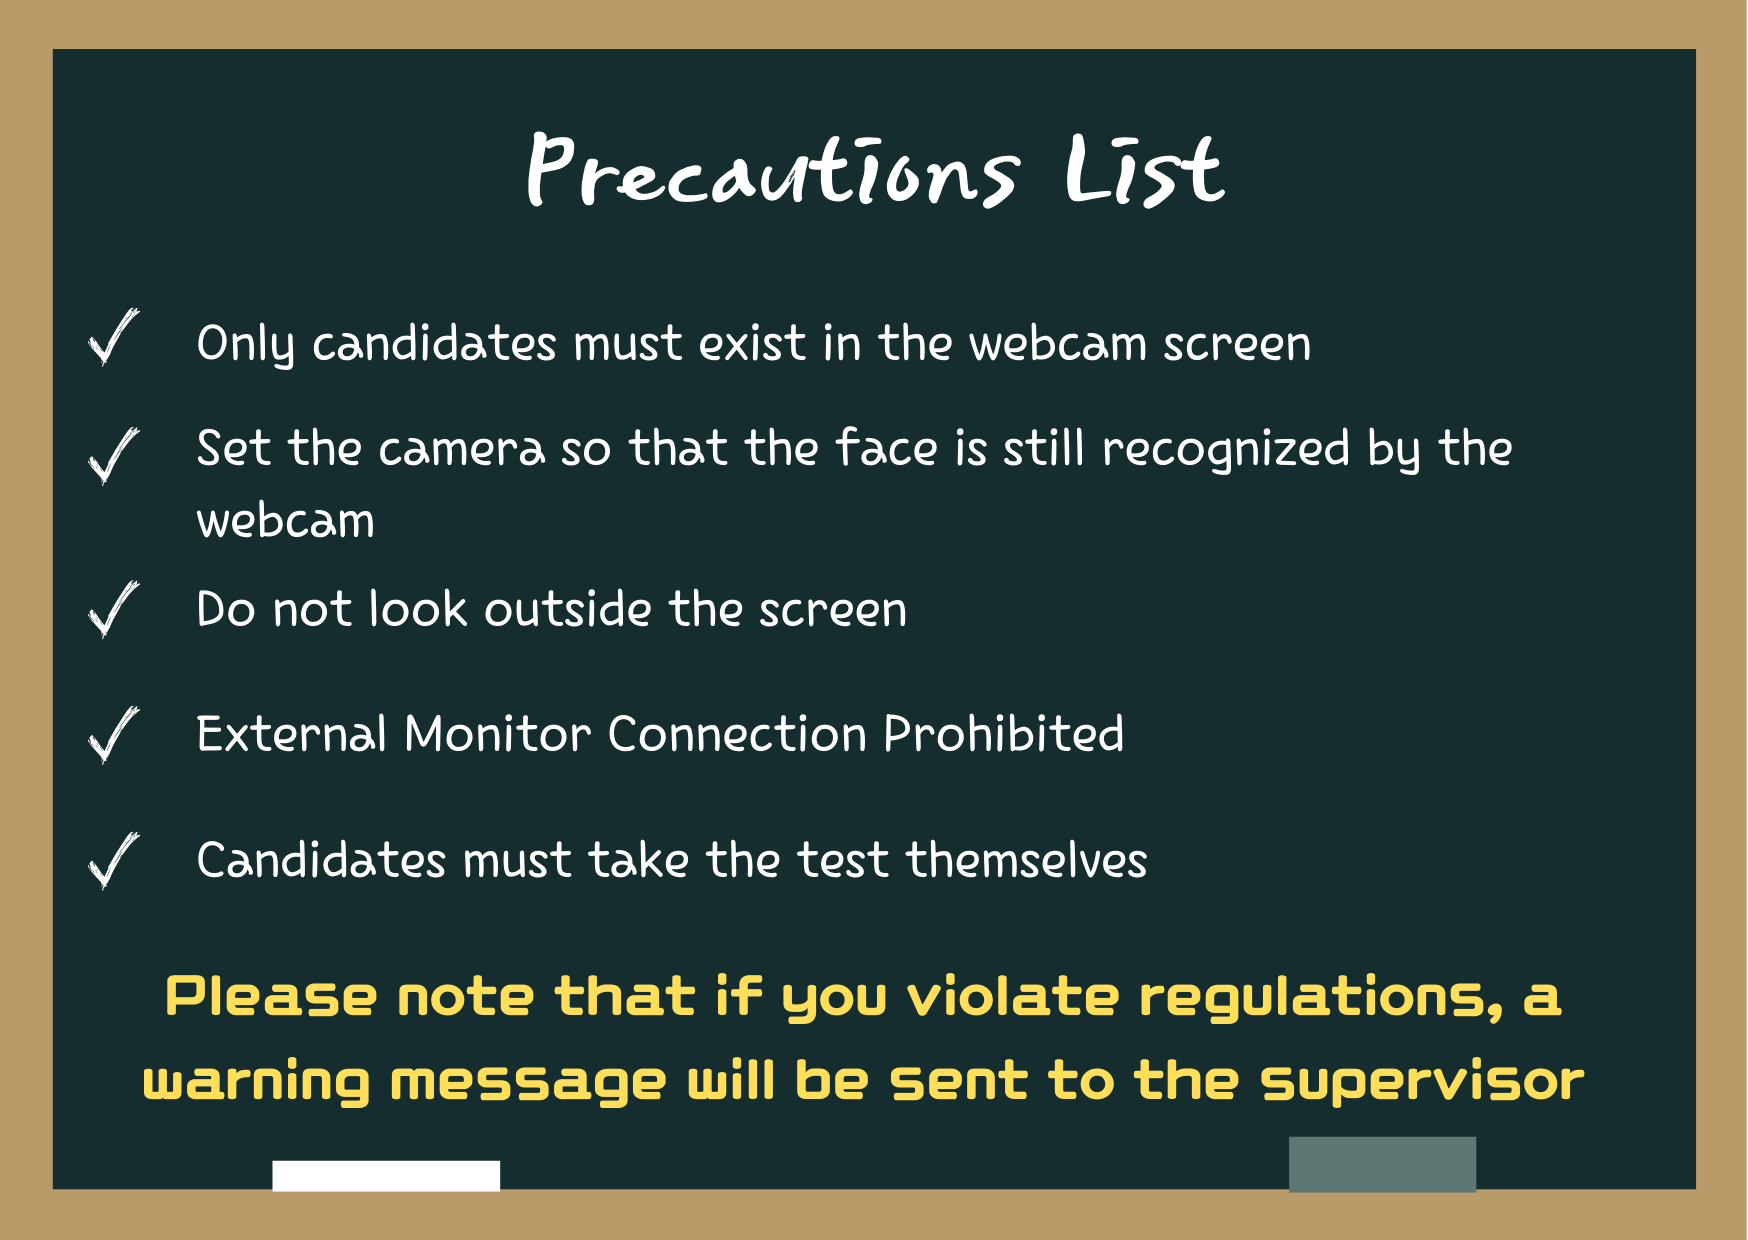 Precautions List
Only candidates must exist in the webcam screen
Set the camera so that the face is still recognized by the
webcam
Do not look outside the screen
External Monitor Connection Prohibited
Candidates must take the test themselves
Please note that if you violate regulations, a
warning message will be sent to the supervisor